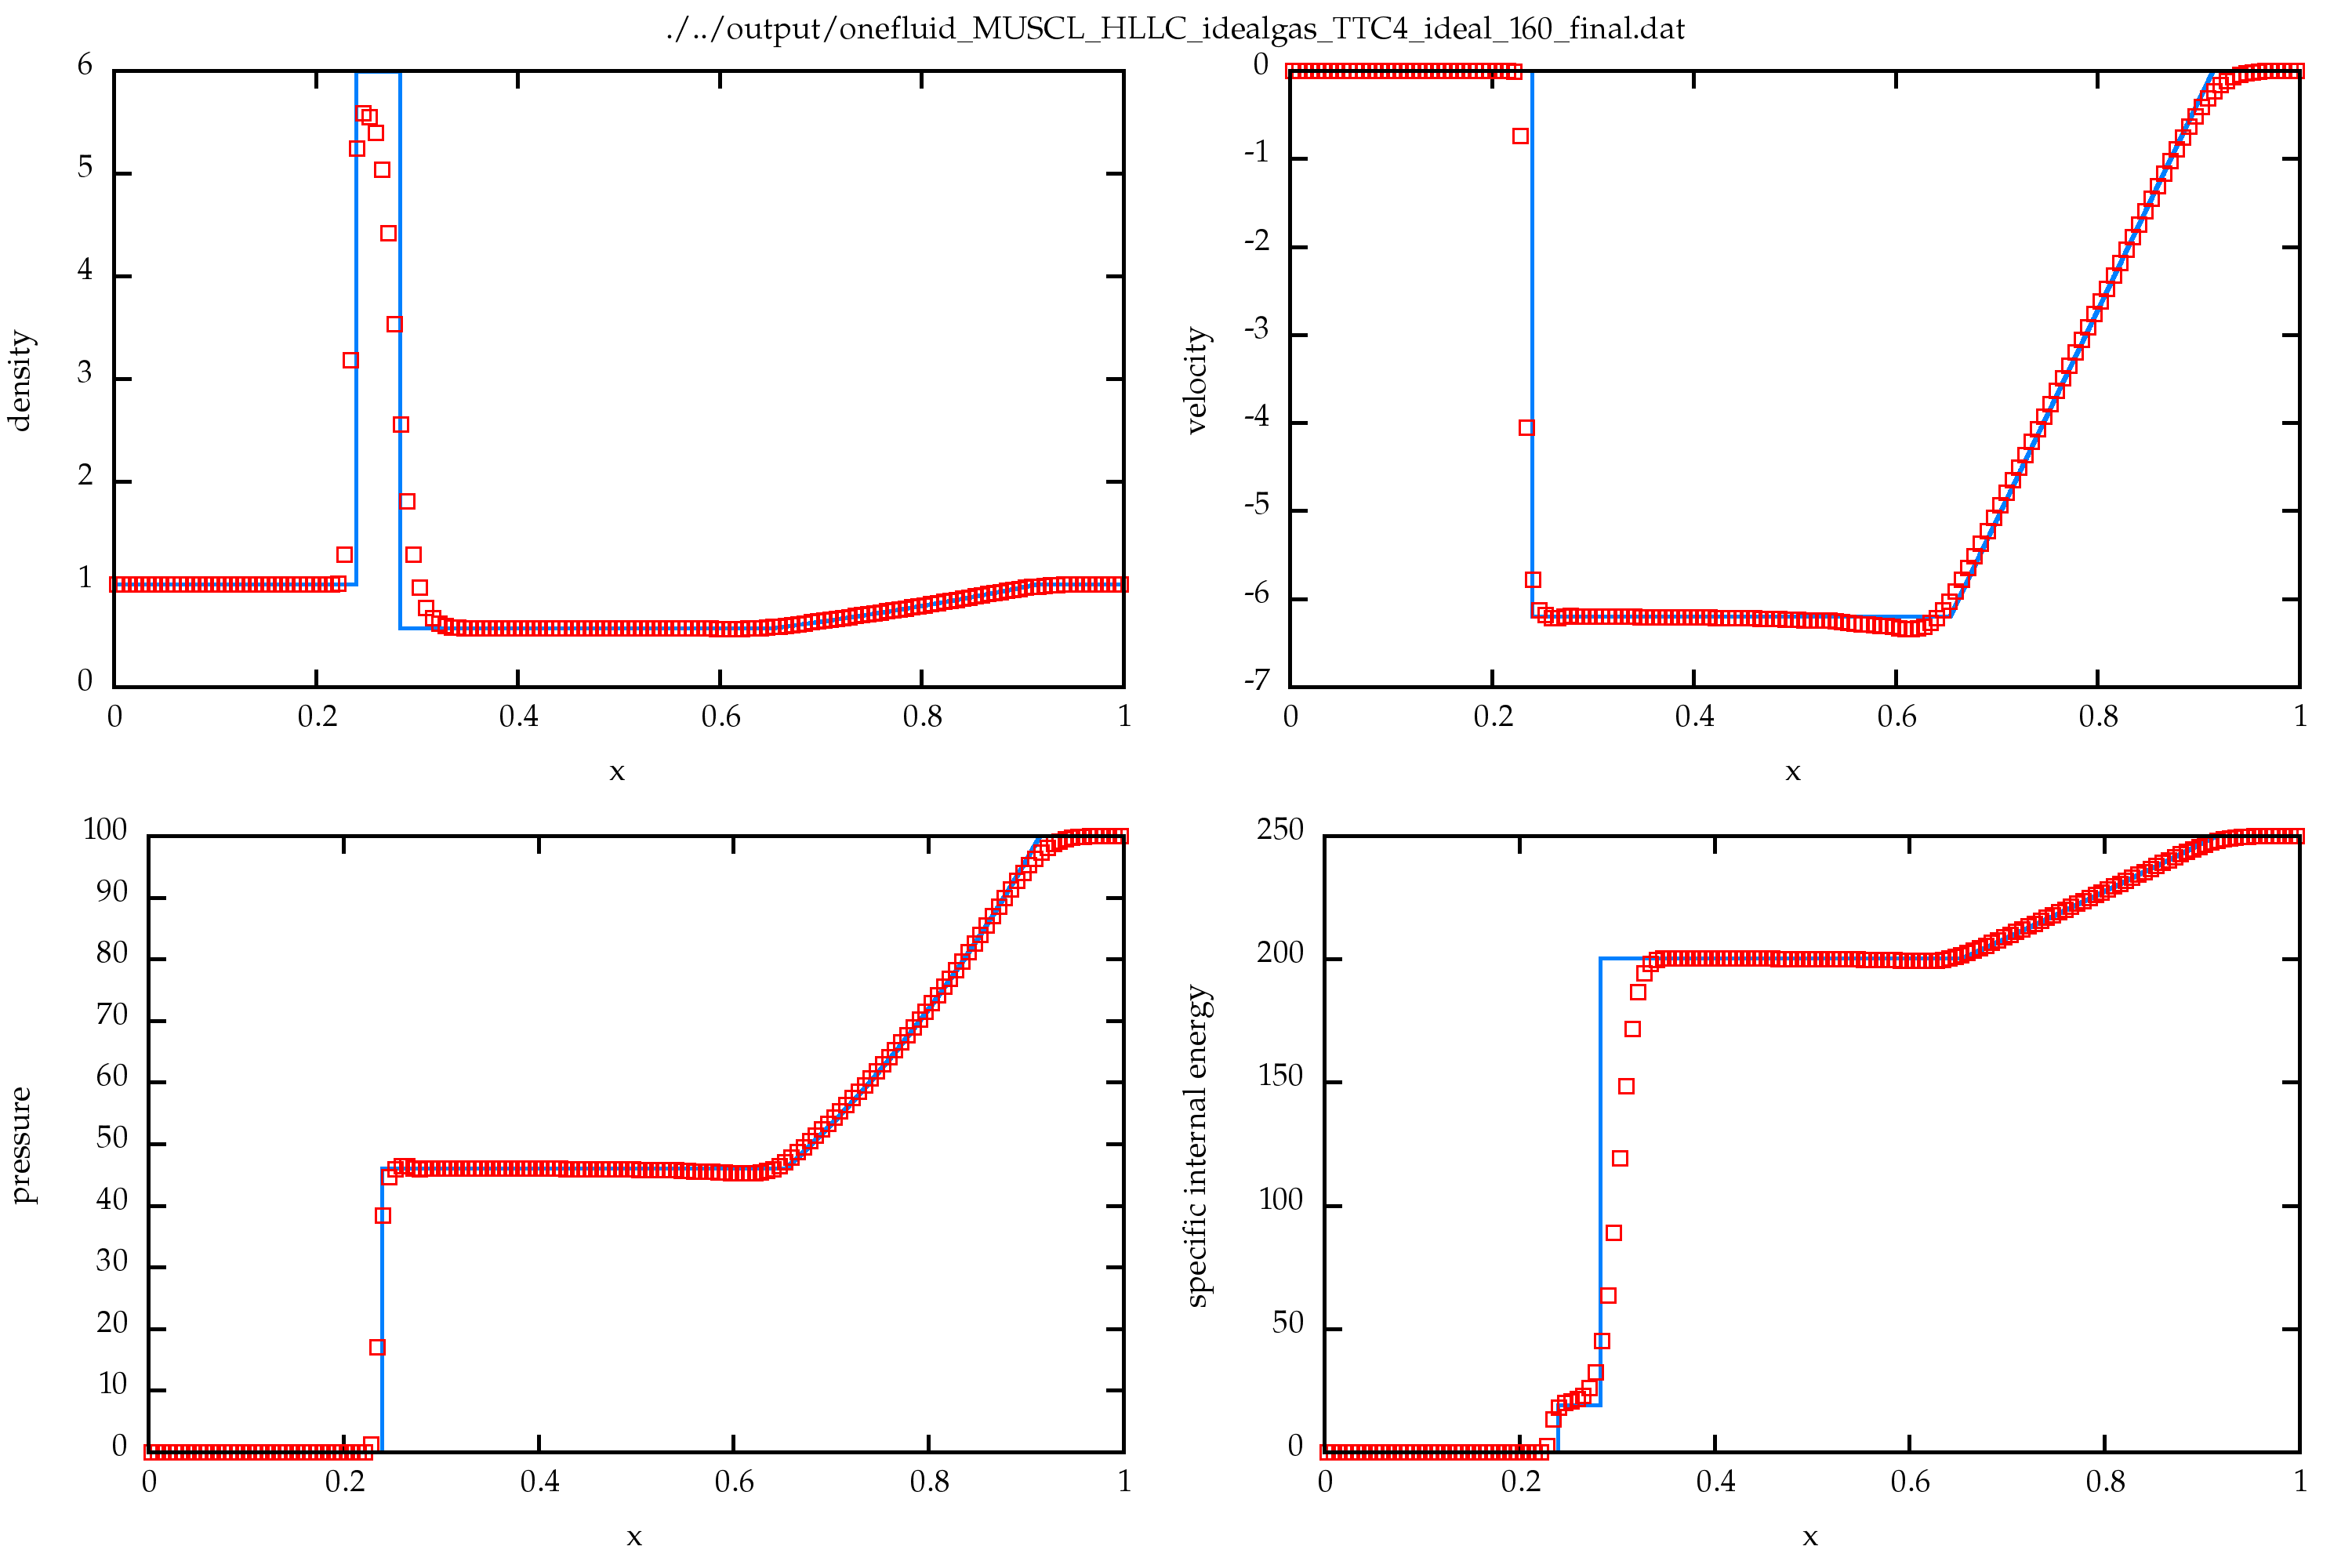 ./../output/onefluid_MUSCL_HLLC_idealgas_TTC4_ideal_160_final.dat
6
5
4
3
2
1
0
density
0 0.2 0.4 0.6 0.8 1
x
0
-1
-2
-3
-4
-5
-6
-7
velocity
0 0.2 0.4 0.6 0.8 1
x
100
90
80
70
60
50
40
30
20
10
0
pressure
0 0.2 0.4 0.6 0.8 1
x
250
200
150
100
50
0
specific internal energy
0 0.2 0.4 0.6 0.8 1
x